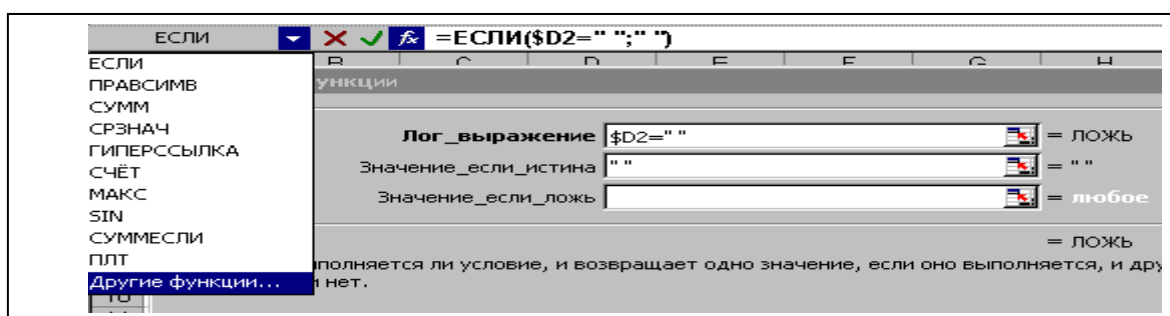 ЕСЛИ fx =ЕСЛИ($D2=" ";" ")
ЕСЛИ
ПРАВСИМВ
СУММ
СРЗНАЧ
ГИПЕРССЫЛКА
СЧЁТ
МАКС
SIN
СУММЕСЛИ
ПЛТ
Другие функции...
B C D E F G H
ункции
Лог_выражение $D2=" " = ЛОЖЬ
Значение_если_истина " " = " "
Значение_если_ложь = любое
= ЛОЖЬ
ыполняется ли условие, и возвращает одно значение, если оно выполняется, и дру
и нет.